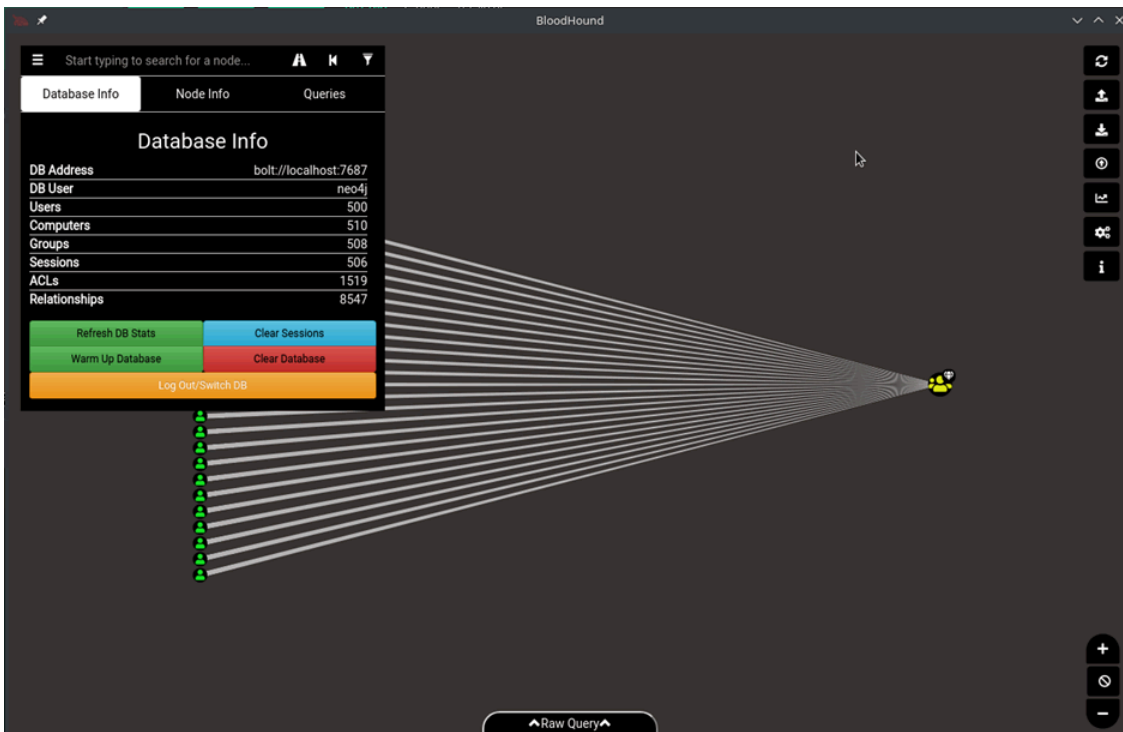 BloodHound
Start typing to search for a node...
Database Info Node Info Queries
Database Info
DB Address bolt://localhost:7687
DB User neo4j
Users 500
Computers 510
Groups 508
Sessions 506
ACLs 1519
Relationships 8547
Refresh DB Stats Clear Sessions
Warm Up Database Clear Database
Log Out/Switch DB
Raw Query